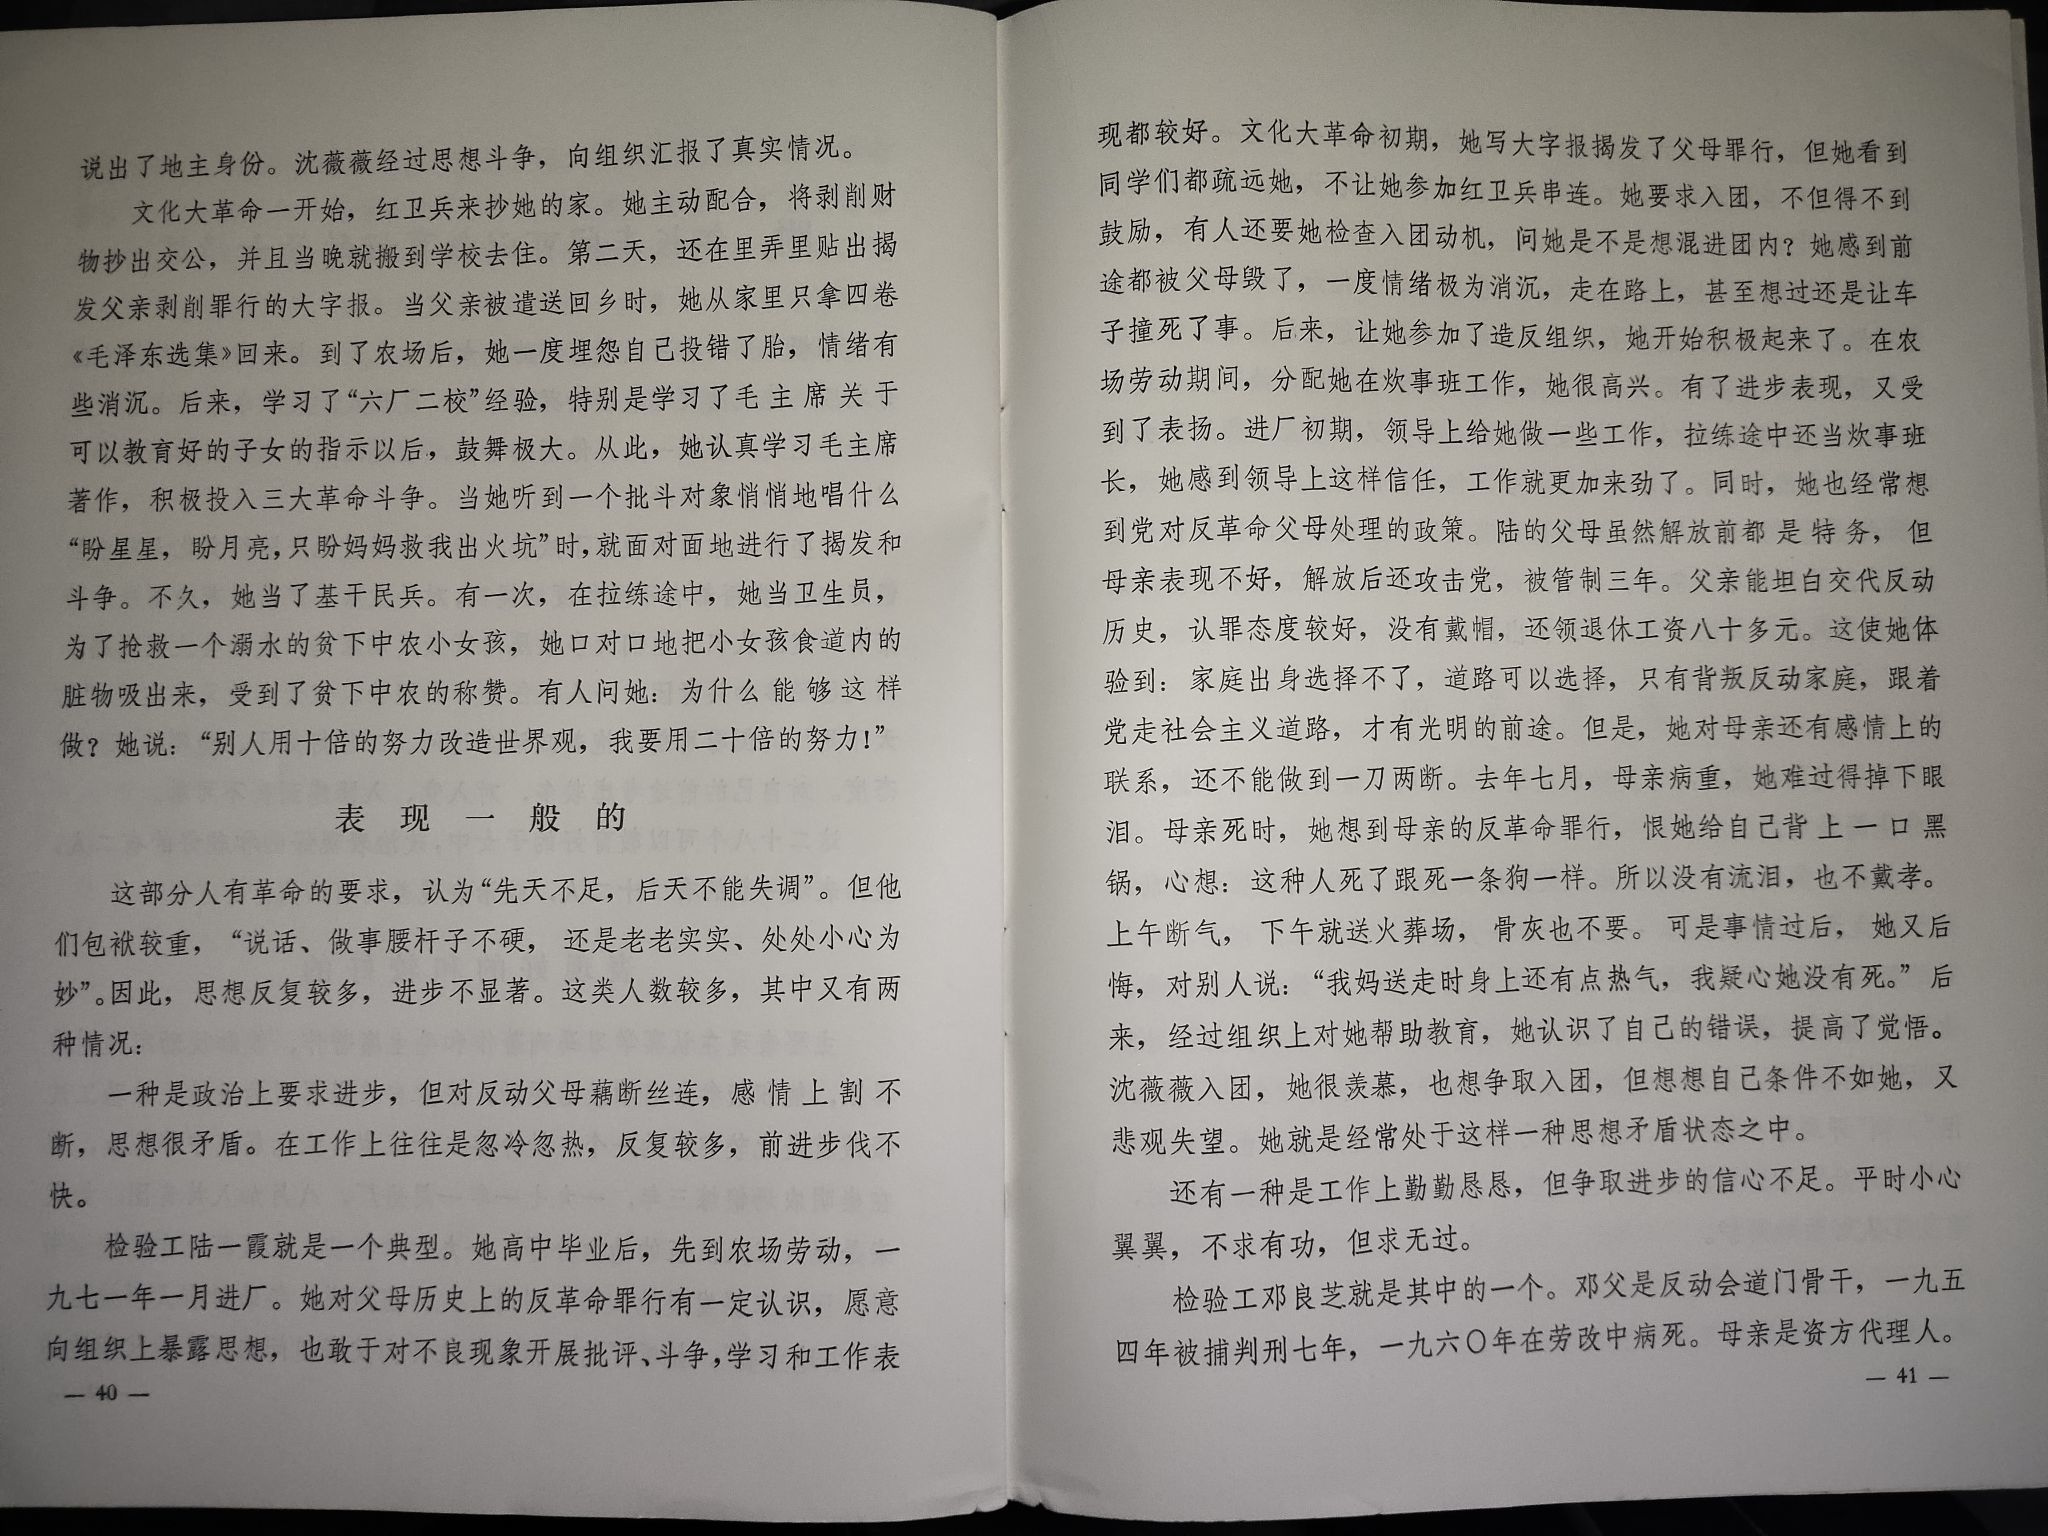 说出了地主身份。沈薇薇经过思想斗争，向组织汇报了真实情况。
文化大革命一开始，红卫兵来抄她的家。她主动配合，将剥削财
物抄出交公，并且当晚就搬到学校去住。第二天，还在里弄里贴出揭
发父亲剥削罪行的大字报。当父亲被遣送回乡时，她从家里只拿四卷
《毛泽东选集》回来。到了农场后，她一度埋怨自己投错了胎，情绪有
些消沉。后来，学习了“六厂二校”经验，特别是学习了毛主席关于
可以教育好的子女的指示以后，鼓舞极大。从此，她认真学习毛主席
著作，积极投入三大革命斗争。当她听到一个批斗对象悄悄地唱什么
“盼星星，盼月亮，只盼妈妈救我出火坑”时，就面对面地进行了揭发和
斗争。不久，她当了基干民兵。有一次，在拉练途中，她当卫生员，
为了抢救一个溺水的贫下中农小女孩，她口对口地把小女孩食道内的
脏物吸出来，受到了贫下中农的称赞。有人问她：为什么能够这样
做？她说：“别人用十倍的努力改造世界观，我要用二十倍的努力！”
表现一般的
这部分人有革命的要求，认为“先天不足，后天不能失调”。但他
们包袱较重，“说话、做事腰杆子不硬，还是老老实实、处处小心为
妙”。因此，思想反复较多，进步不显著。这类人数较多，其中又有两
种情况：
一种是政治上要求进步，但对反动父母藕断丝连，感情上割不
断，思想很矛盾。在工作上往往是忽冷忽热，反复较多，前进步伐不
快。
检验工陆一霞就是一个典型。她高中毕业后，先到农场劳动，一
九七一年一月进厂。她对父母历史上的反革命罪行有一定认识，愿意
向组织上暴露思想，也敢于对不良现象开展批评、斗争，学习和工作表
— 40 —
现都较好。文化大革命初期，她写大字报揭发了父母罪行，但她看到
同学们都疏远她，不让她参加红卫兵串连。她要求入团，不但得不到
鼓励，有人还要她检查入团动机，问她是不是想混进团内？她感到前
途都被父母毁了，一度情绪极为消沉，走在路上，甚至想过还是让车
子撞死了事。后来，让她参加了造反组织，她开始积极起来了。在农
场劳动期间，分配她在炊事班工作，她很高兴。有了进步表现，又受
到了表扬。进厂初期，领导上给她做一些工作，拉练途中还当炊事班
长，她感到领导上这样信任，工作就更加来劲了。同时，她也经常想
到党对反革命父母处理的政策。陆的父母虽然解放前都是特务，但
母亲表现不好，解放后还攻击党，被管制三年。父亲能坦白交代反动
历史，认罪态度较好，没有戴帽，还领退休工资八十多元。这使她体
验到：家庭出身选择不了，道路可以选择，只有背叛反动家庭，跟着
党走社会主义道路，才有光明的前途。但是，她对母亲还有感情上的
联系，还不能做到一刀两断。去年七月，母亲病重，她难过得掉下眼
泪。母亲死时，她想到母亲的反革命罪行，恨她给自己背上一口黑
锅，心想：这种人死了跟死一条狗一样。所以没有流泪，也不戴孝。
上午断气，下午就送火葬场，骨灰也不要。可是事情过后，她又后
悔，对别人说：“我妈送走时身上还有点热气，我疑心她没有死。”后
来，经过组织上对她帮助教育，她认识了自己的错误，提高了觉悟。
沈薇薇入团，她很羡慕，也想争取入团，但想想自己条件不如她，又
悲观失望。她就是经常处于这样一种思想矛盾状态之中。
还有一种是工作上勤勤恳恳，但争取进步的信心不足。平时小心
翼翼，不求有功，但求无过。
检验工邓良芝就是其中的一个。邓父是反动会道门骨干，一九五
四年被捕判刑七年，一九六〇年在劳改中病死。母亲是资方代理人。
— 41 —